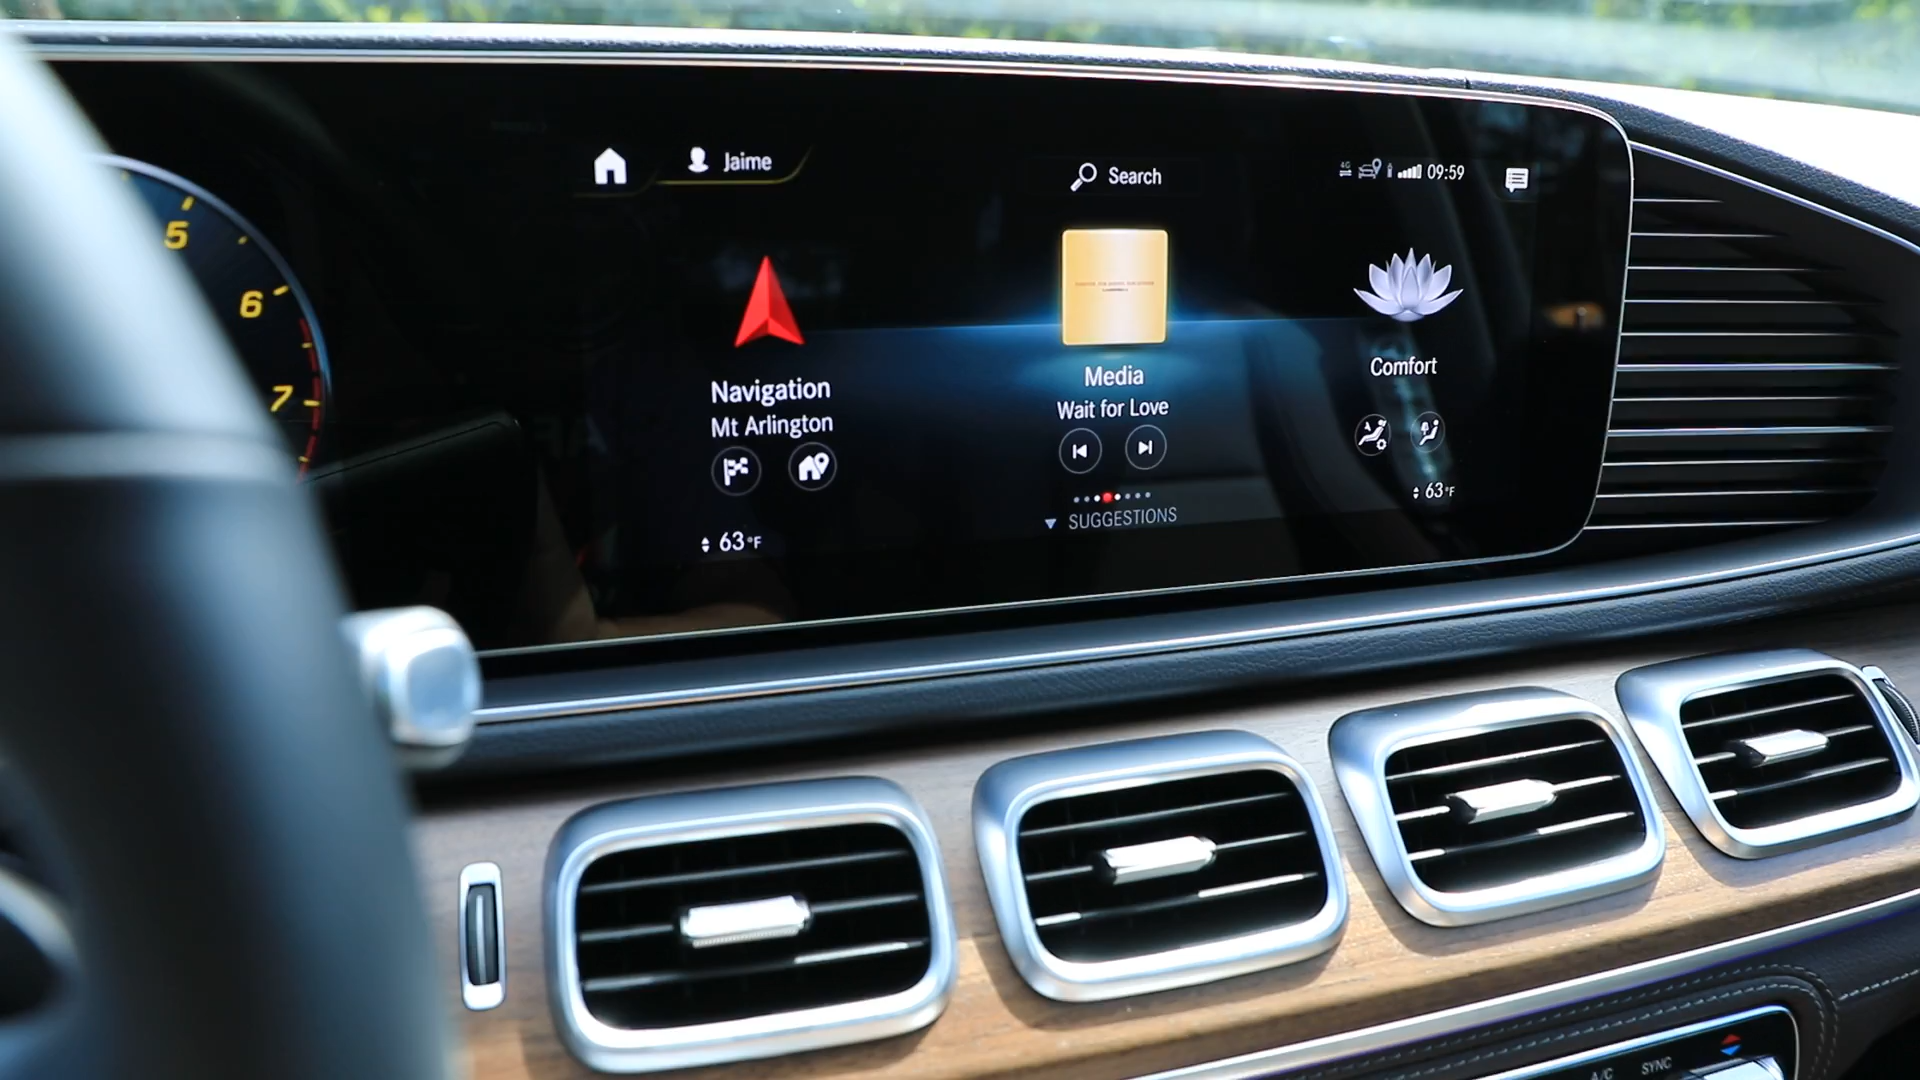 Jaime
Search
4G
09:59
5
6
7
Navigation
Mt Arlington
Media
Wait for Love
Comfort
63°F
SUGGESTIONS
63°F
A/C
SYNC